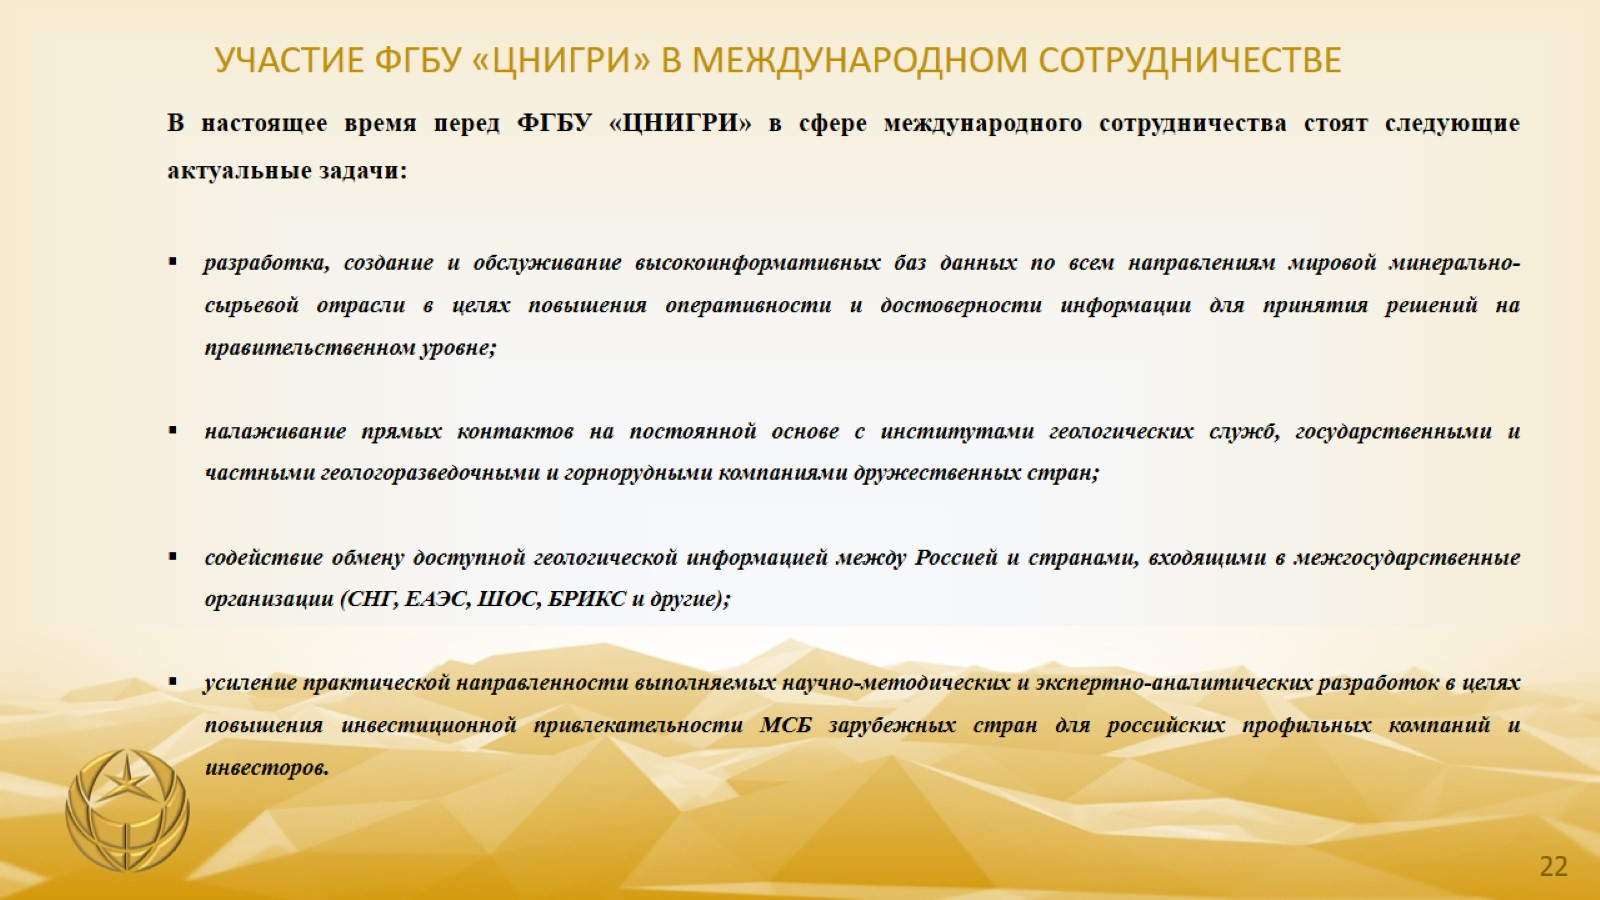 УЧАСТИЕ ФГБУ «ЦНИГРИ» В МЕЖДУНАРОДНОМ СОТРУДНИЧЕСТВЕ
В настоящее время перед ФГБУ «ЦНИГРИ» в сфере международного сотрудничества стоят следующие
актуальные задачи:
▪ разработка, создание и обслуживание высокоинформативных баз данных по всем направлениям мировой минерально-
сырьевой отрасли в целях повышения оперативности и достоверности информации для принятия решений на
правительственном уровне;
▪ налаживание прямых контактов на постоянной основе с институтами геологических служб, государственными и
частными геологоразведочными и горнорудными компаниями дружественных стран;
▪ содействие обмену доступной геологической информацией между Россией и странами, входящими в межгосударственные
организации (СНГ, ЕАЭС, ШОС, БРИКС и другие);
▪ усиление практической направленности выполняемых научно-методических и экспертно-аналитических разработок в целях
повышения инвестиционной привлекательности МСБ зарубежных стран для российских профильных компаний и
инвесторов.
22